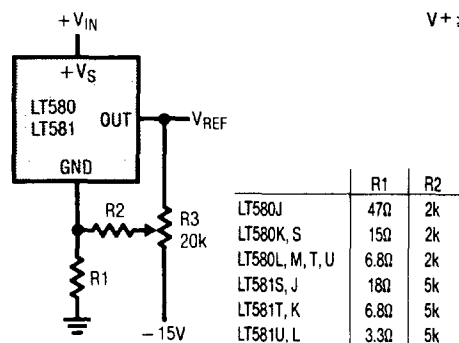 +VIN
V+
+VS
LT580
LT581
OUT
VREF
GND
R2
R3
20k
R1
-15V
R1 R2
LT580J 47Ω 2k
LT580K, S 15Ω 2k
LT580L, M, T, U 6.8Ω 2k
LT581S, J 18Ω 5k
LT581T, K 6.8Ω 5k
LT581U, L 3.3Ω 5k